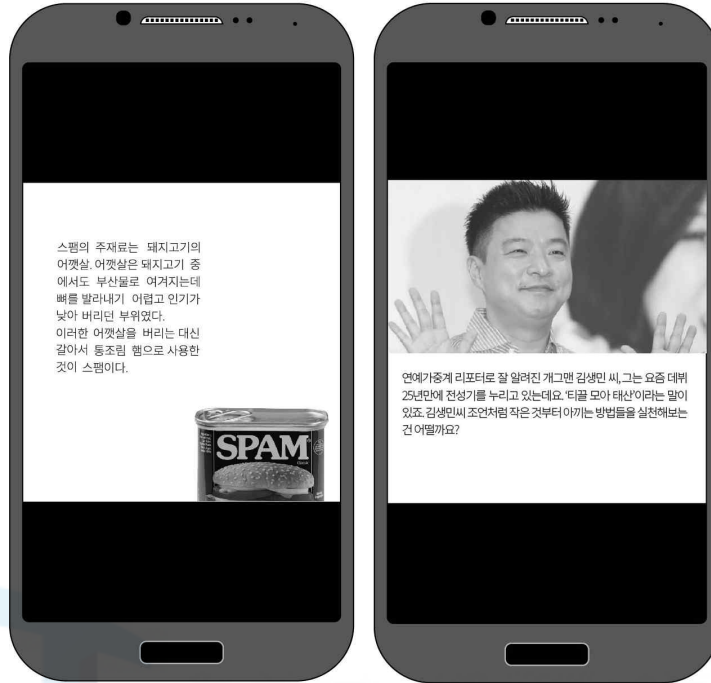 스팸의 주재료는 돼지고기의
어깻살. 어깻살은 돼지고기 중
에서도 부산물로 여겨지는데
뼈를 발라내기 어렵고 인기가
낮아 버리던 부위였다.
이러한 어깻살을 버리는 대신
갈아서 통조림 햄으로 사용한
것이 스팸이다.
SPAM
연예가중계 리포터로 잘 알려진 개그맨 김생민 씨, 그는 요즘 데뷔
25년만에 전성기를 누리고 있는데요. '티끌 모아 태산'이라는 말이
있죠. 김생민씨 조언처럼 작은 것부터 아끼는 방법들을 실천해보는
건 어떨까요?